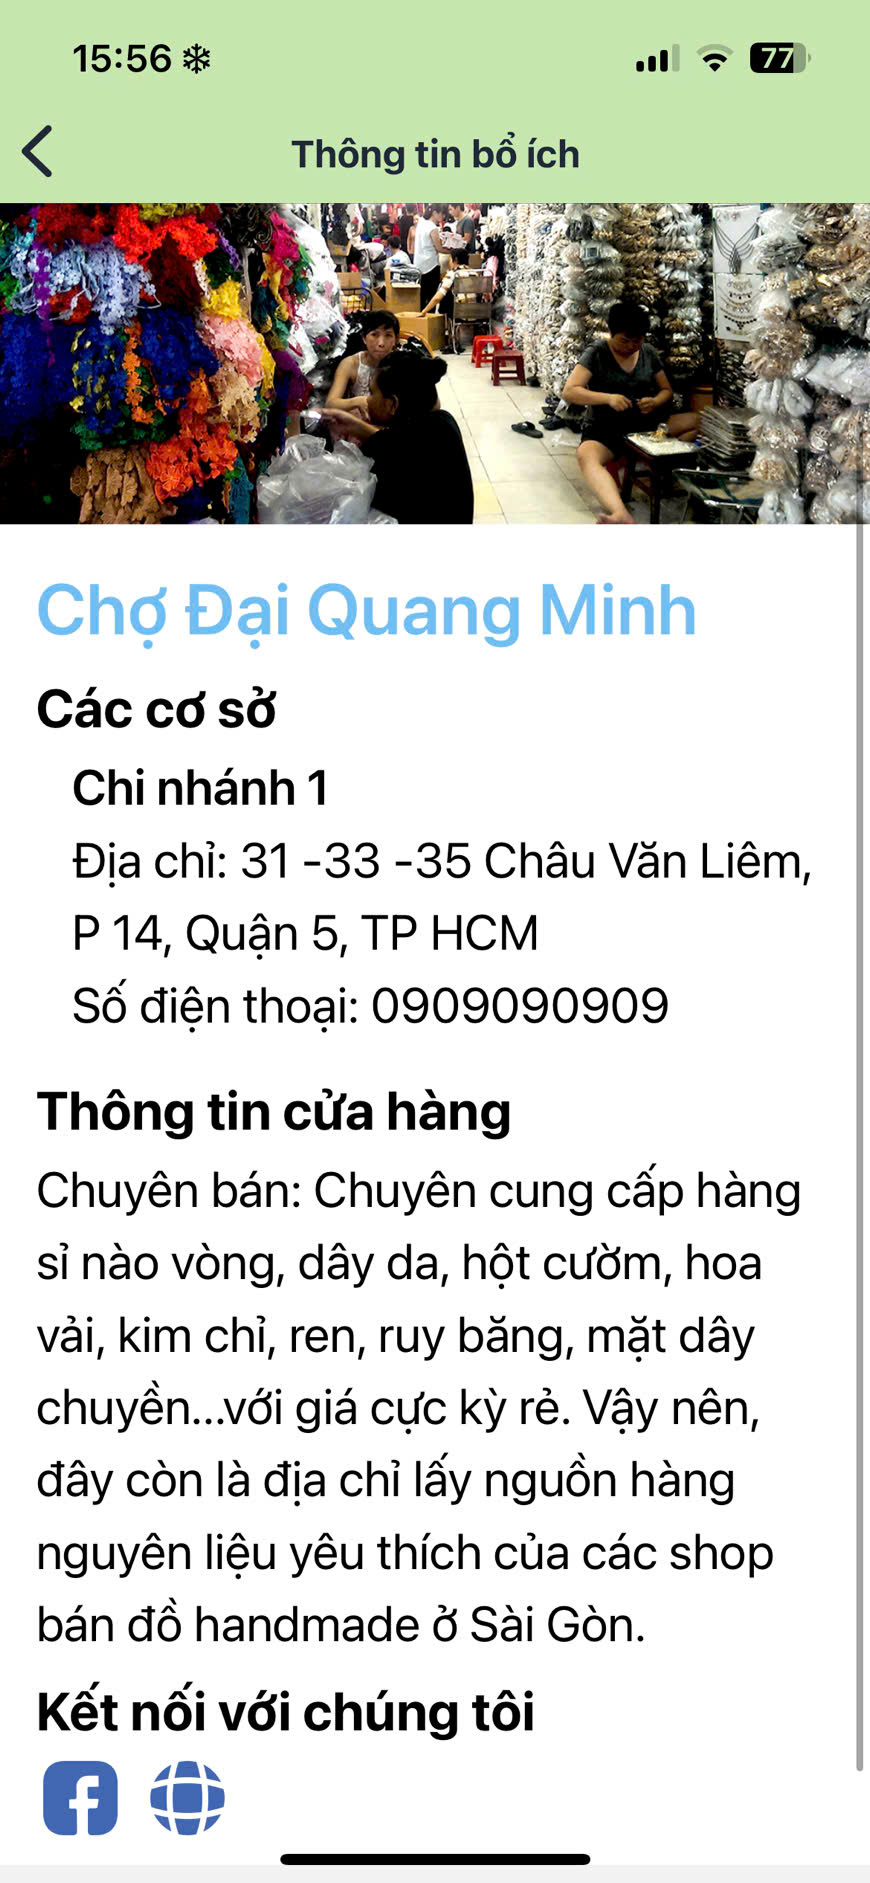 15:56 ❄
77
Thông tin bổ ích
Chợ Đại Quang Minh
Các cơ sở
Chi nhánh 1
Địa chỉ: 31 -33 -35 Châu Văn Liêm,
P 14, Quận 5, TP HCM
Số điện thoại: 0909090909
Thông tin cửa hàng
Chuyên bán: Chuyên cung cấp hàng
sỉ nào vòng, dây da, hột cườm, hoa
vải, kim chỉ, ren, ruy băng, mặt dây
chuyền...với giá cực kỳ rẻ. Vậy nên,
đây còn là địa chỉ lấy nguồn hàng
nguyên liệu yêu thích của các shop
bán đồ handmade ở Sài Gòn.
Kết nối với chúng tôi